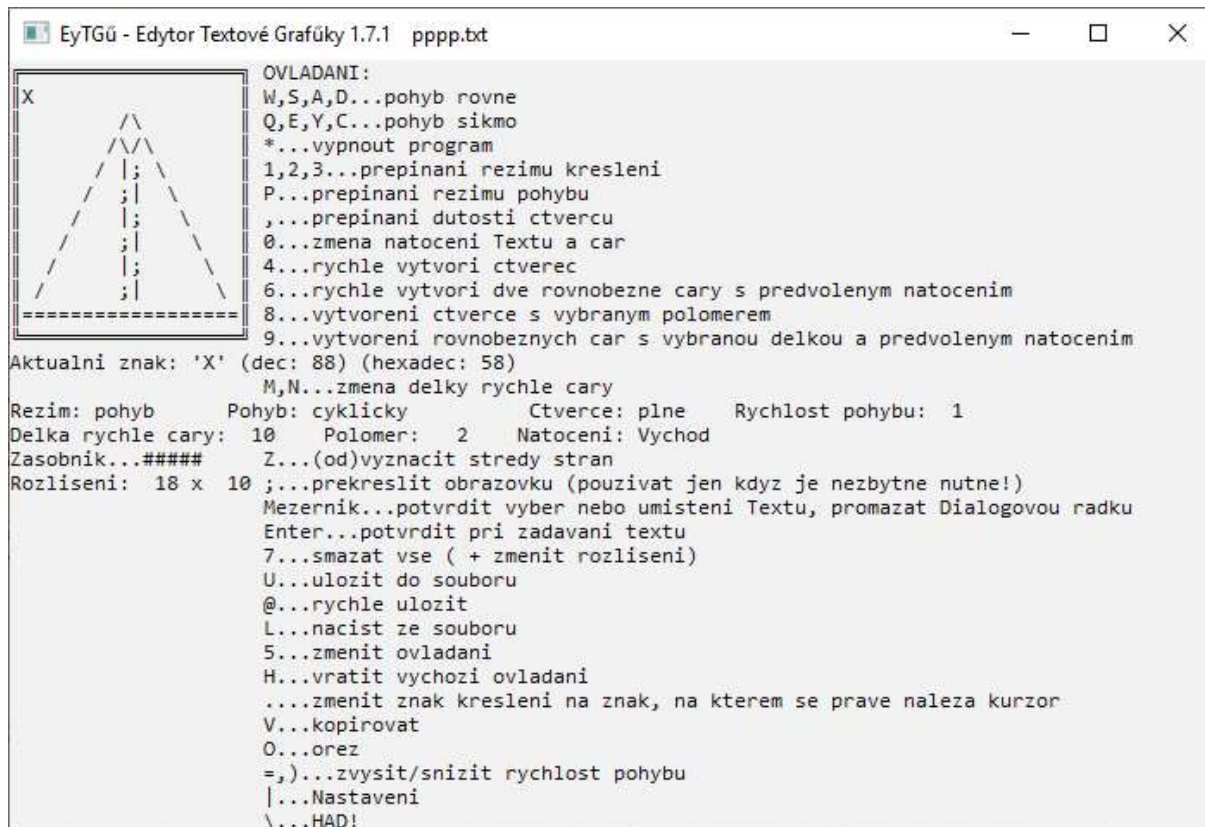 EyTGű - Edytor Textové Grafűky 1.7.1    pppp.txt
╔══════════════════╗ OVLADANI:
║X                 ║ W,S,A,D...pohyb rovne
║        /\        ║ Q,E,Y,C...pohyb sikmo
║       /\/\       ║ *...vypnout program
║      / |; \      ║ 1,2,3...prepinani rezimu kresleni
║     /  ;|  \     ║ P...prepinani rezimu pohybu
║    /   |;   \    ║ ,...prepinani dutosti ctvercu
║   /    ;|    \   ║ 0...zmena natoceni Textu a car
║  /     |;     \  ║ 4...rychle vytvori ctverec
║ /      ;|      \ ║ 6...rychle vytvori dve rovnobezne cary s predvolenym natocenim
║==================║ 8...vytvoreni ctverce s vybranym polomerem
╚══════════════════╝ 9...vytvoreni rovnobeznych car s vybranou delkou a predvolenym natocenim
Aktualni znak: 'X' (dec: 88) (hexadec: 58)
M,N...zmena delky rychle cary
Rezim: pohyb      Pohyb: cyklicky        Ctverce: plne    Rychlost pohybu:  1
Delka rychle cary:  10    Polomer:   2    Natoceni: Vychod
Zasobnik...#####     Z...(od)vyznacit stredy stran
Rozliseni:  18 x  10 ;...prekreslit obrazovku (pouzivat jen kdyz je nezbytne nutne!)
Mezernik...potvrdit vyber nebo umisteni Textu, promazat Dialogovou radku
Enter...potvrdit pri zadavani textu
7...smazat vse ( + zmenit rozliseni)
U...ulozit do souboru
@...rychle ulozit
L...nacist ze souboru
5...zmenit ovladani
H...vratit vychozi ovladani
....zmenit znak kresleni na znak, na kterem se prave naleza kurzor
V...kopirovat
O...orez
=,)...zvysit/snizit rychlost pohybu
|...Nastaveni
\...HAD!